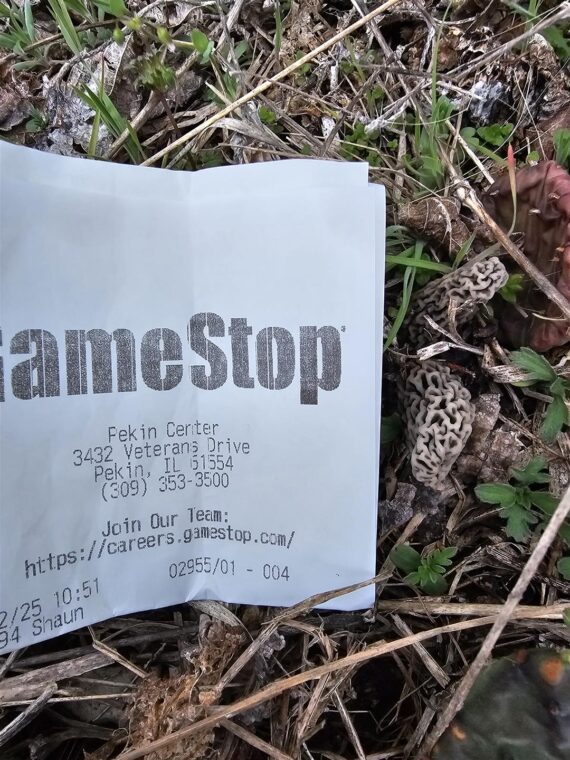 GameStop
Pekin Center
3432 Veterans Drive
Pekin, IL 61554
(309) 353-3500
Join Our Team:
https://careers.gamestop.com/
02955/01 - 004
2/25 10:51
94 Shaun